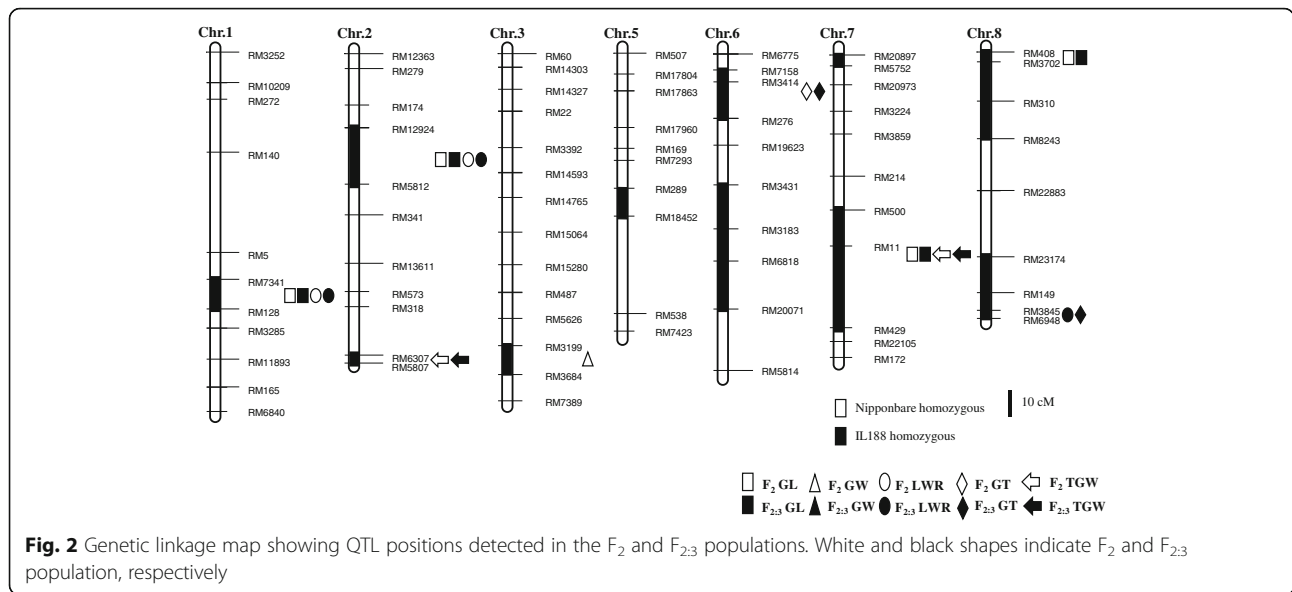 Chr.1
RM3252
RM10209
RM272
RM140
RM5
RM7341
RM128
RM3285
RM11893
RM165
RM6840
Chr.2
RM12363
RM279
RM174
RM12924
RM5812
RM341
RM13611
RM573
RM318
RM6307
RM5807
Chr.3
RM60
RM14303
RM14327
RM22
RM3392
RM14593
RM14765
RM15064
RM15280
RM487
RM5626
RM3199
RM3684
RM7389
Chr.5
RM507
RM17804
RM17863
RM17960
RM169
RM7293
RM289
RM18452
RM538
RM7423
Chr.6
RM6775
RM7158
RM3414
RM276
RM19623
RM3431
RM3183
RM6818
RM20071
RM5814
Chr.7
RM20897
RM5752
RM20973
RM3224
RM3859
RM214
RM500
RM11
RM429
RM22105
RM172
Chr.8
RM408
RM3702
RM310
RM8243
RM22883
RM23174
RM149
RM3845
RM6948
Nipponbare homozygous
IL188 homozygous
10 cM
F2 GL F2 GW F2 LWR F2 GT F2 TGW
F2:3 GL F2:3 GW F2:3 LWR F2:3 GT F2:3 TGW
Fig. 2 Genetic linkage map showing QTL positions detected in the F2 and F2:3 populations. White and black shapes indicate F2 and F2:3
population, respectively